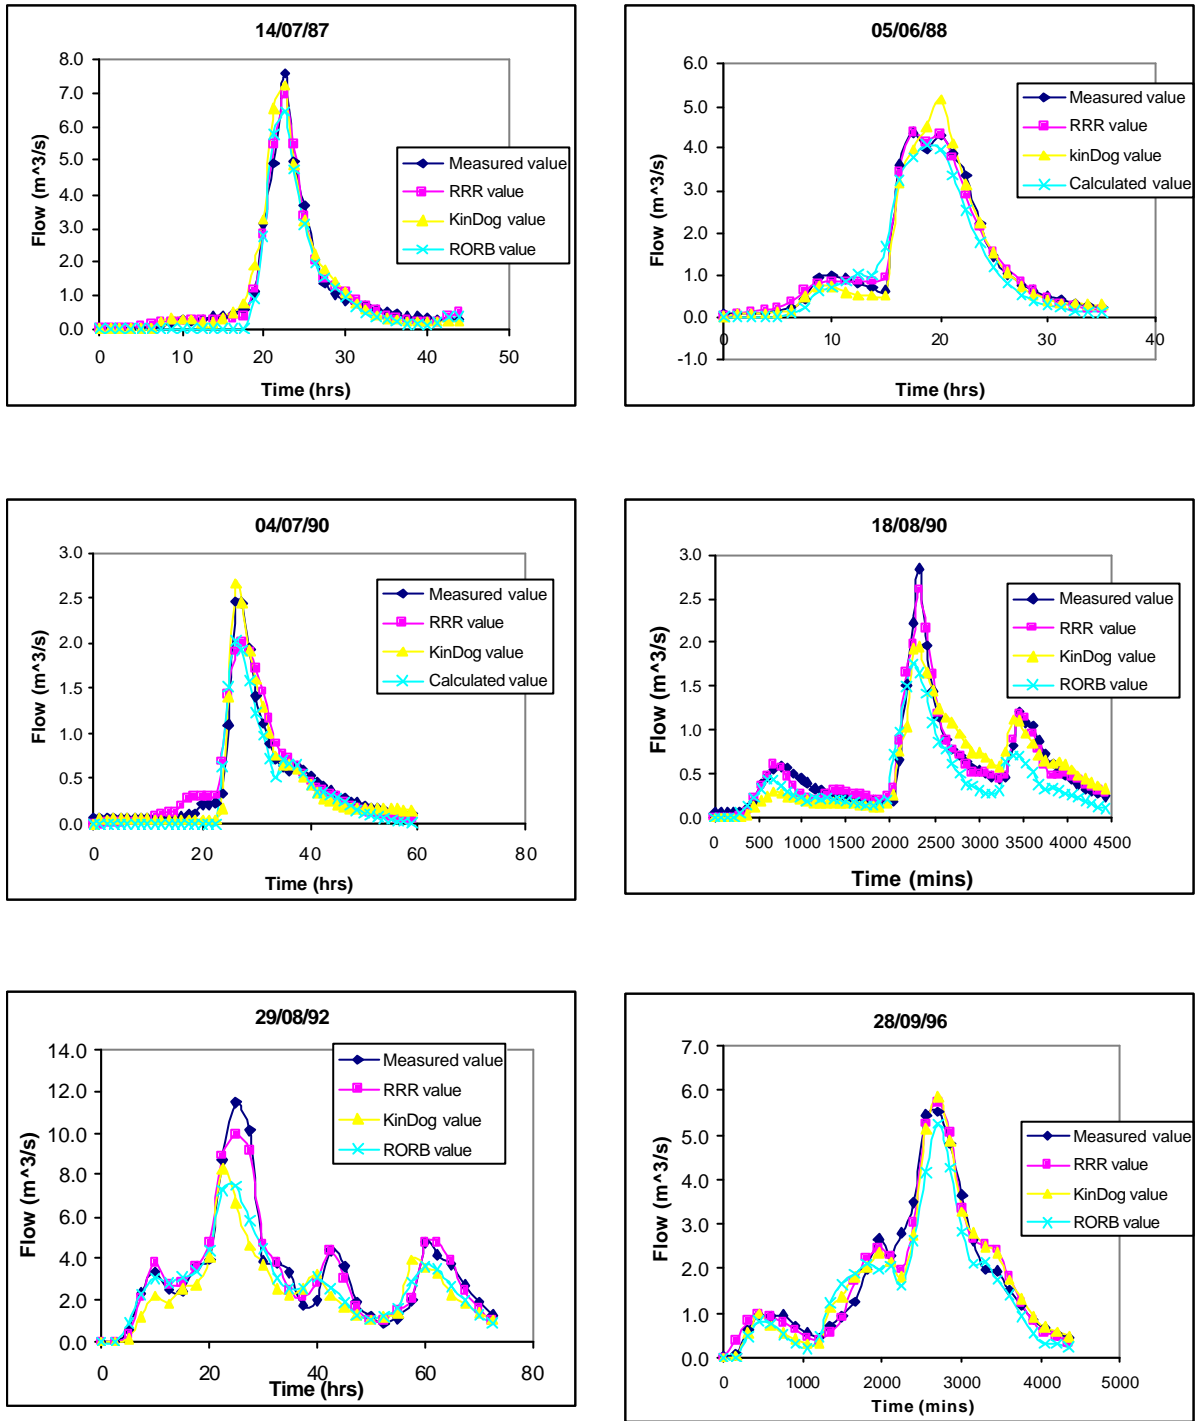 14/07/87
8.0
7.0
6.0
5.0
4.0
3.0
2.0
1.0
0.0
0 10 20 30 40 50
Flow (m^3/s)
Time (hrs)
Measured value
RRR value
KinDog value
RORB value
05/06/88
6.0
5.0
4.0
3.0
2.0
1.0
0.0
-1.0
0 10 20 30 40
Flow (m^3/s)
Time (hrs)
Measured value
RRR value
kinDog value
Calculated value
04/07/90
3.0
2.5
2.0
1.5
1.0
0.5
0.0
0 20 40 60 80
Flow (m^3/s)
Time (hrs)
Measured value
RRR value
KinDog value
Calculated value
18/08/90
3.0
2.5
2.0
1.5
1.0
0.5
0.0
0 500 1000 1500 2000 2500 3000 3500 4000 4500
Flow (m^3/s)
Time (mins)
Measured value
RRR value
KinDog value
RORB value
29/08/92
14.0
12.0
10.0
8.0
6.0
4.0
2.0
0.0
0 20 40 60 80
Flow (m^3/s)
Time (hrs)
Measured value
RRR value
KinDog value
RORB value
28/09/96
7.0
6.0
5.0
4.0
3.0
2.0
1.0
0.0
0 1000 2000 3000 4000 5000
Flow (m^3/s)
Time (mins)
Measured value
RRR value
KinDog value
RORB value